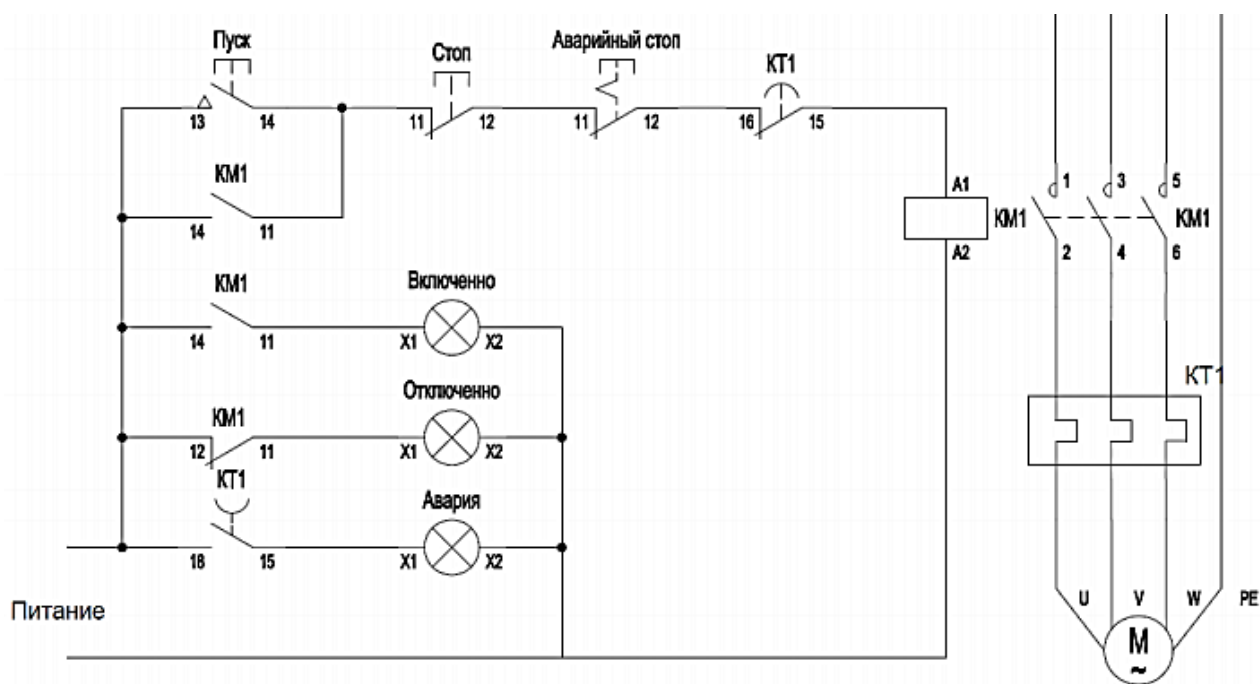 Пуск
Стоп
Аварийный стоп
КТ1
13 14 11 12 11 12 16 15
КМ1
14 11
A1
КМ1
A2
1 3 5
КМ1
2 4 6
КМ1
Включенно
14 11 X1 X2
КМ1
Отключенно
12 11 X1 X2
КТ1
КТ1
Авария
18 15 X1 X2
Питание
U V W PE
M
~